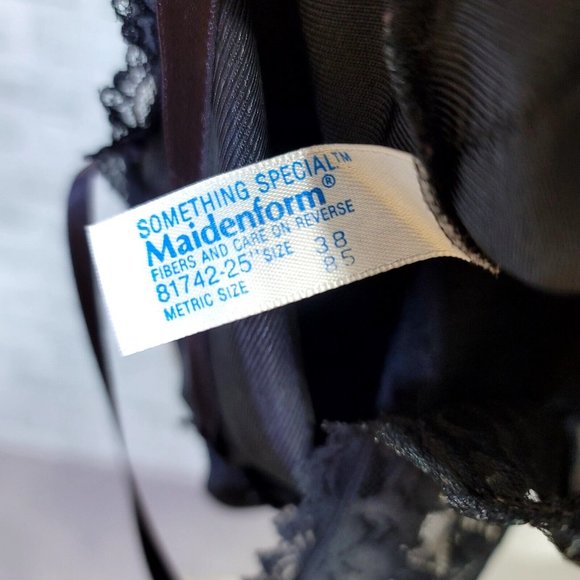 SOMETHING SPECIAL™
Maidenform®
FIBERS AND CARE ON REVERSE
81742-25" SIZE 38
METRIC SIZE 85